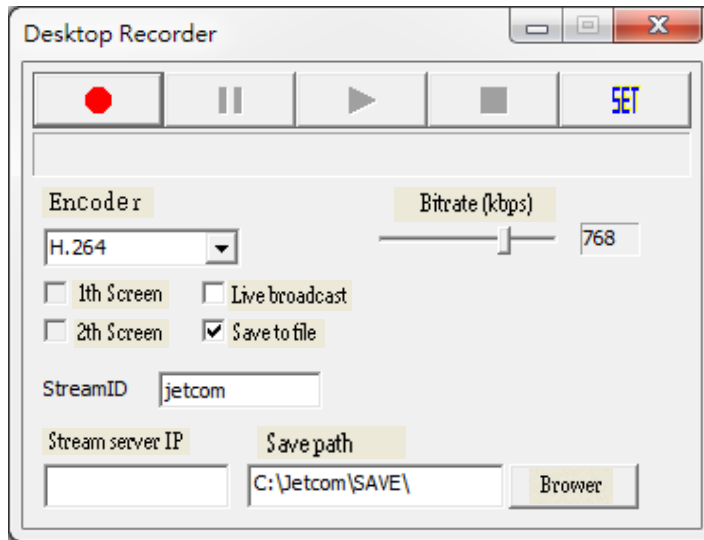 Desktop Recorder
SET
Encoder
Bitrate (kbps)
H.264
768
1th Screen
Live broadcast
2th Screen
Save to file
StreamID
jetcom
Stream server IP
Save path
C:\Jetcom\SAVE\
Brower